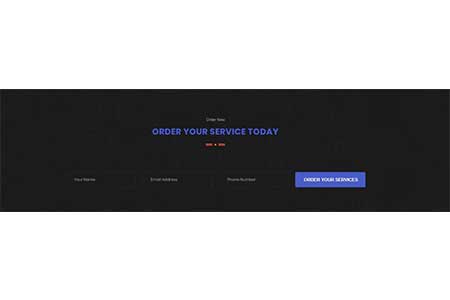 Order Now
ORDER YOUR SERVICE TODAY
Your Name
Email Address
Phone Number
ORDER YOUR SERVICES